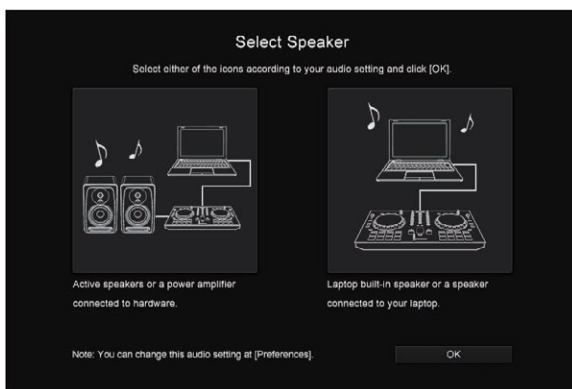 Select Speaker
Select either of the icons according to your audio setting and click [OK].
Active speakers or a power amplifier
connected to hardware.
Laptop built-in speaker or a speaker
connected to your laptop.
Note: You can change this audio setting at [Preferences].
OK